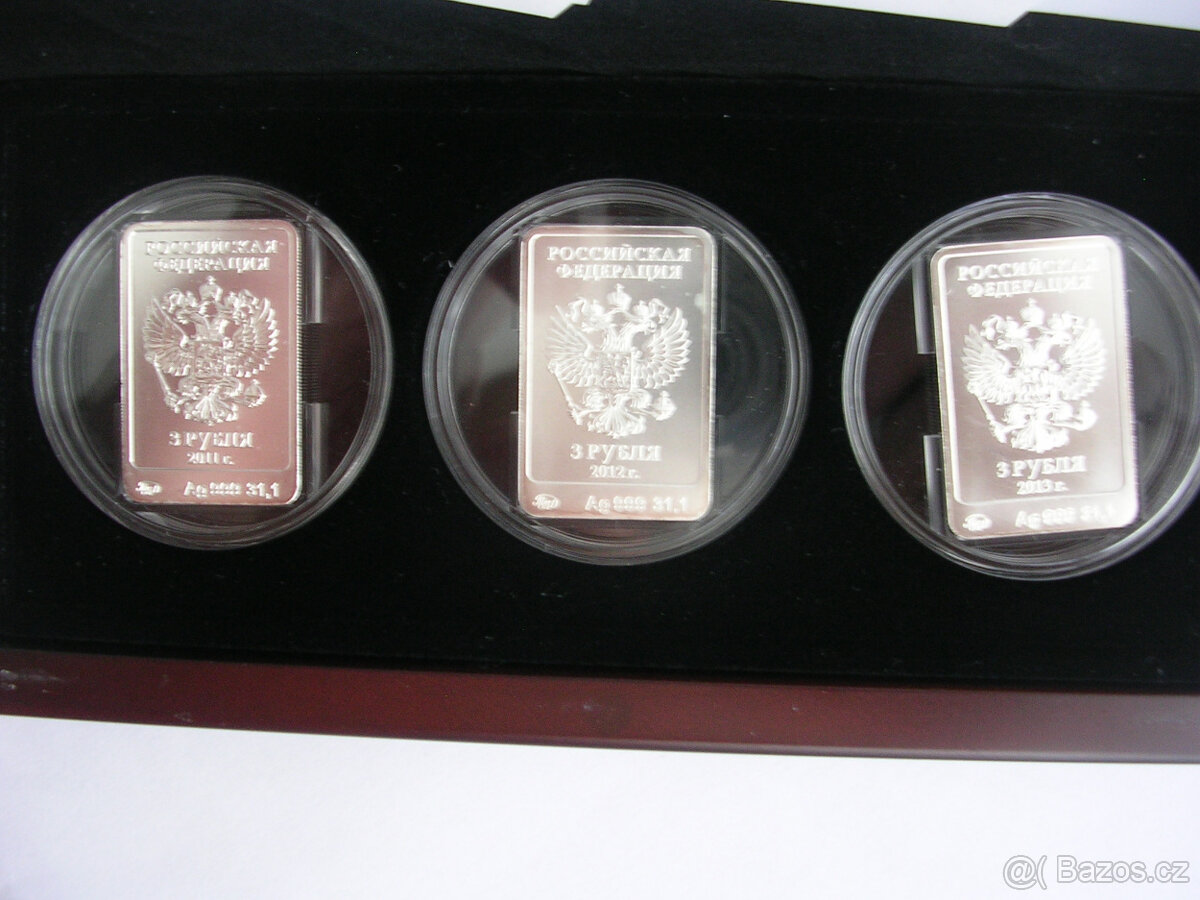 РОССИЙСКАЯ
ФЕДЕРАЦИЯ
3 РУБЛЯ
2011 г.
Ag 999 31,1
РОССИЙСКАЯ
ФЕДЕРАЦИЯ
3 РУБЛЯ
2012 г.
Ag 999 31,1
РОССИЙСКАЯ
ФЕДЕРАЦИЯ
3 РУБЛЯ
2013 г.
Ag 999 31,1
@( Bazos.cz